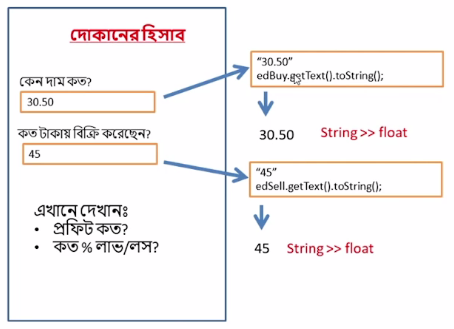 দোকানের হিসাব
কেন দাম কত?
30.50
কত টাকায় বিক্রি করেছেন?
45
এখানে দেখানঃ
• প্রফিট কত?
• কত % লাভ/লস?
"30.50"
edBuy.getText().toString();
30.50 String >> float
"45"
edSell.getText().toString();
45 String >> float